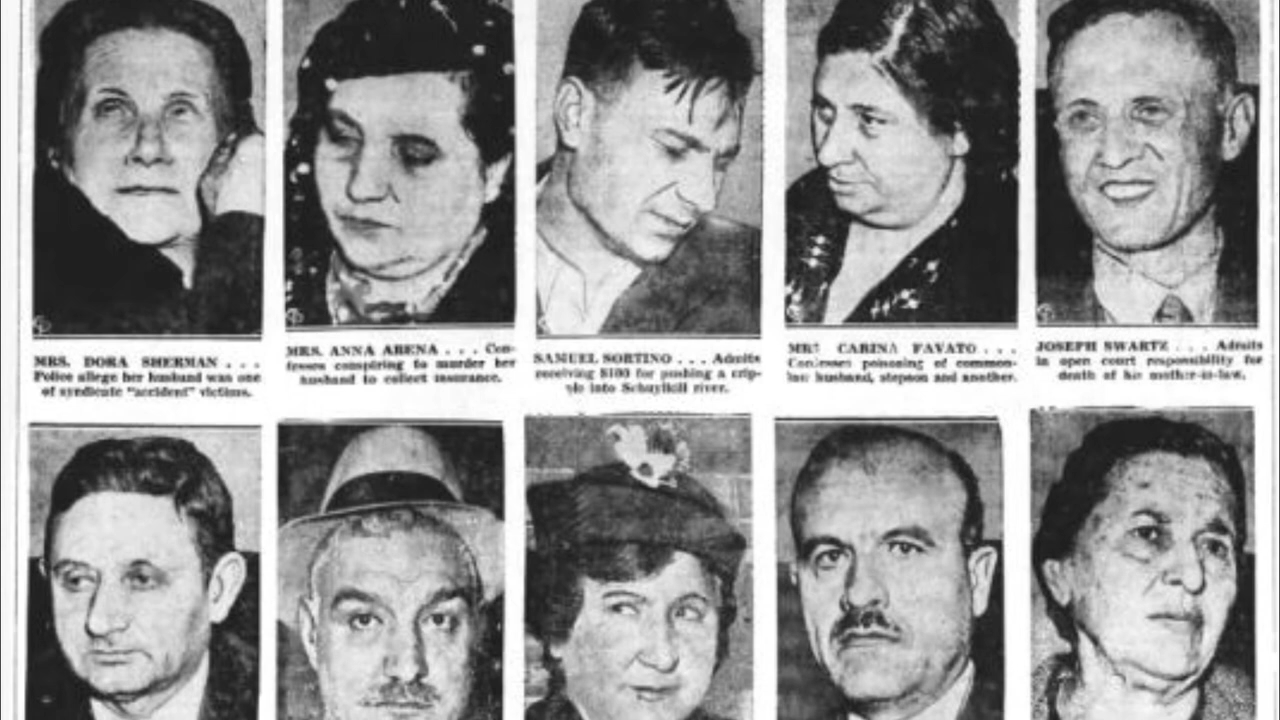 MRS. DORA SHERMAN . . .
Police allege her husband was one
of syndicate "accident" victims.
MRS. ANNA ARENA . . . Con-
fesses conspiring to murder her
husband to collect insurance.
SAMUEL SORTINO . . . Admits
receiving $100 for pushing a crip-
ple into Schuylkill river.
MRS CARINA FAVATO . . .
Confesses poisoning of common-
law husband, stepson and another.
JOSEPH SWARTZ . . . Admits
in open court responsibility for
death of his mother-in-law.